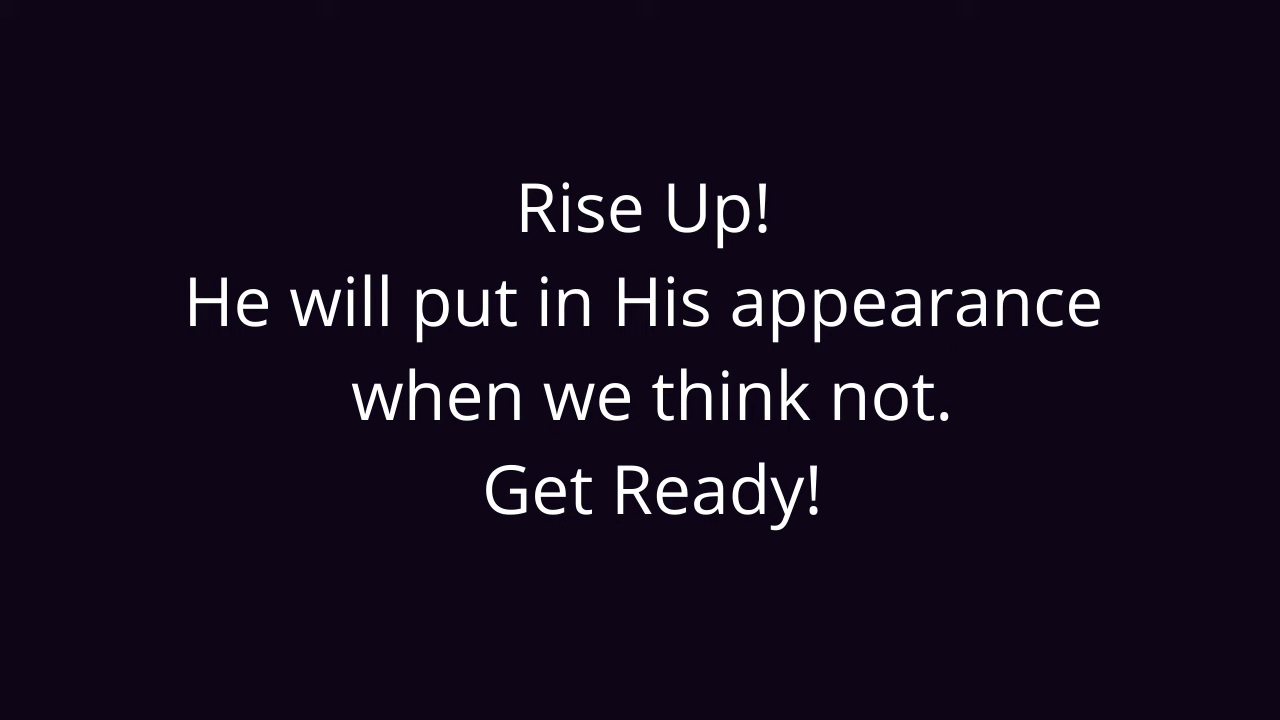 Rise Up!
He will put in His appearance
when we think not.
Get Ready!